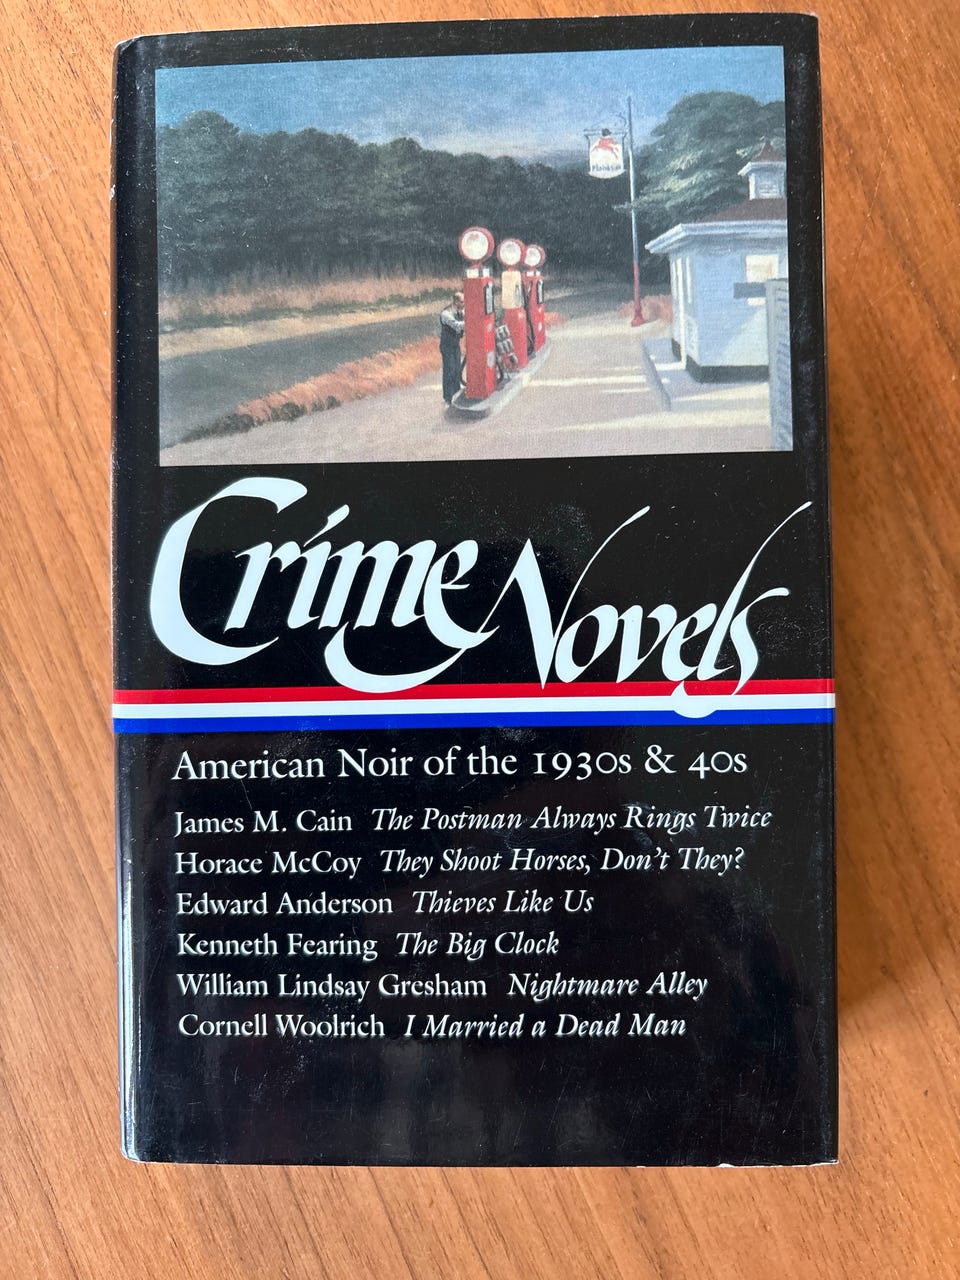 Crime Novels
American Noir of the 1930s & 40s
James M. Cain The Postman Always Rings Twice
Horace McCoy They Shoot Horses, Don't They?
Edward Anderson Thieves Like Us
Kenneth Fearing The Big Clock
William Lindsay Gresham Nightmare Alley
Cornell Woolrich I Married a Dead Man